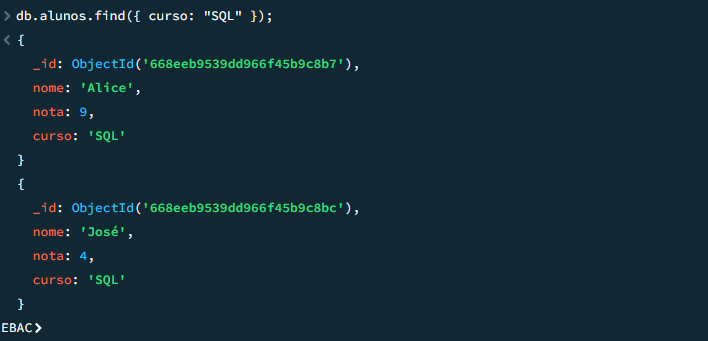 > db.alunos.find({ curso: "SQL" });
< {
_id: ObjectId('668eeb9539dd966f45b9c8b7'),
nome: 'Alice',
nota: 9,
curso: 'SQL'
}
{
_id: ObjectId('668eeb9539dd966f45b9c8bc'),
nome: 'José',
nota: 4,
curso: 'SQL'
}
EBAC>